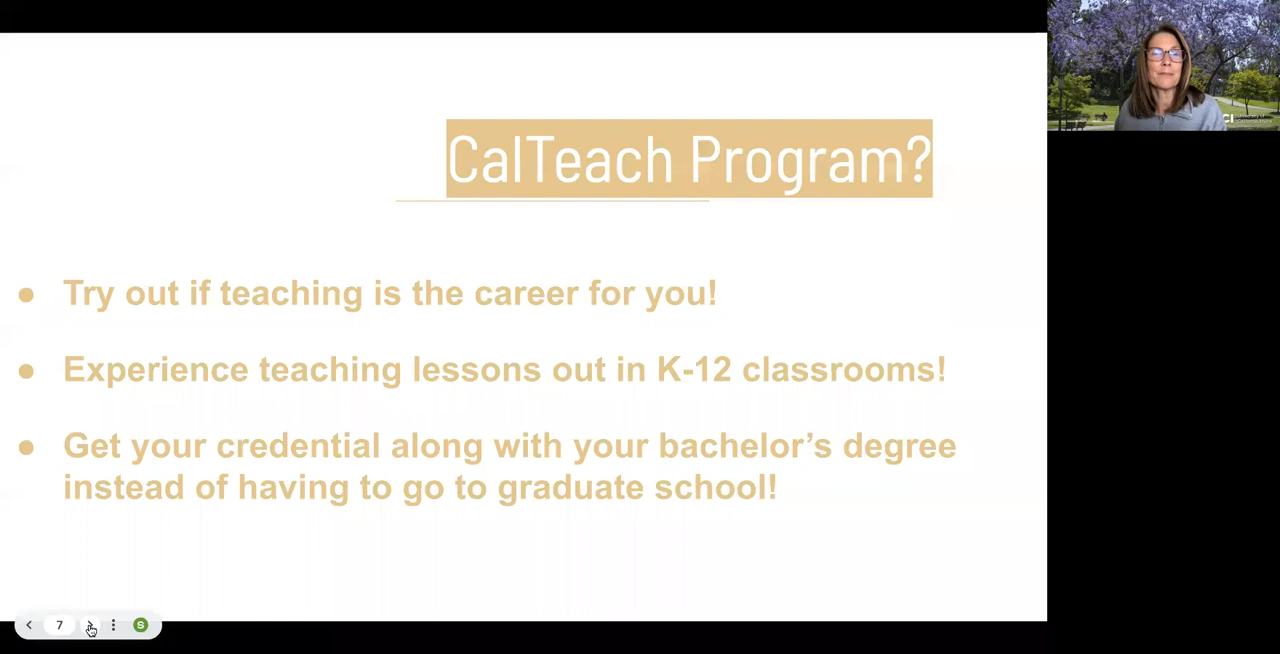 CalTeach Program?
● Try out if teaching is the career for you!
● Experience teaching lessons out in K-12 classrooms!
● Get your credential along with your bachelor’s degree
instead of having to go to graduate school!
7
S
CI